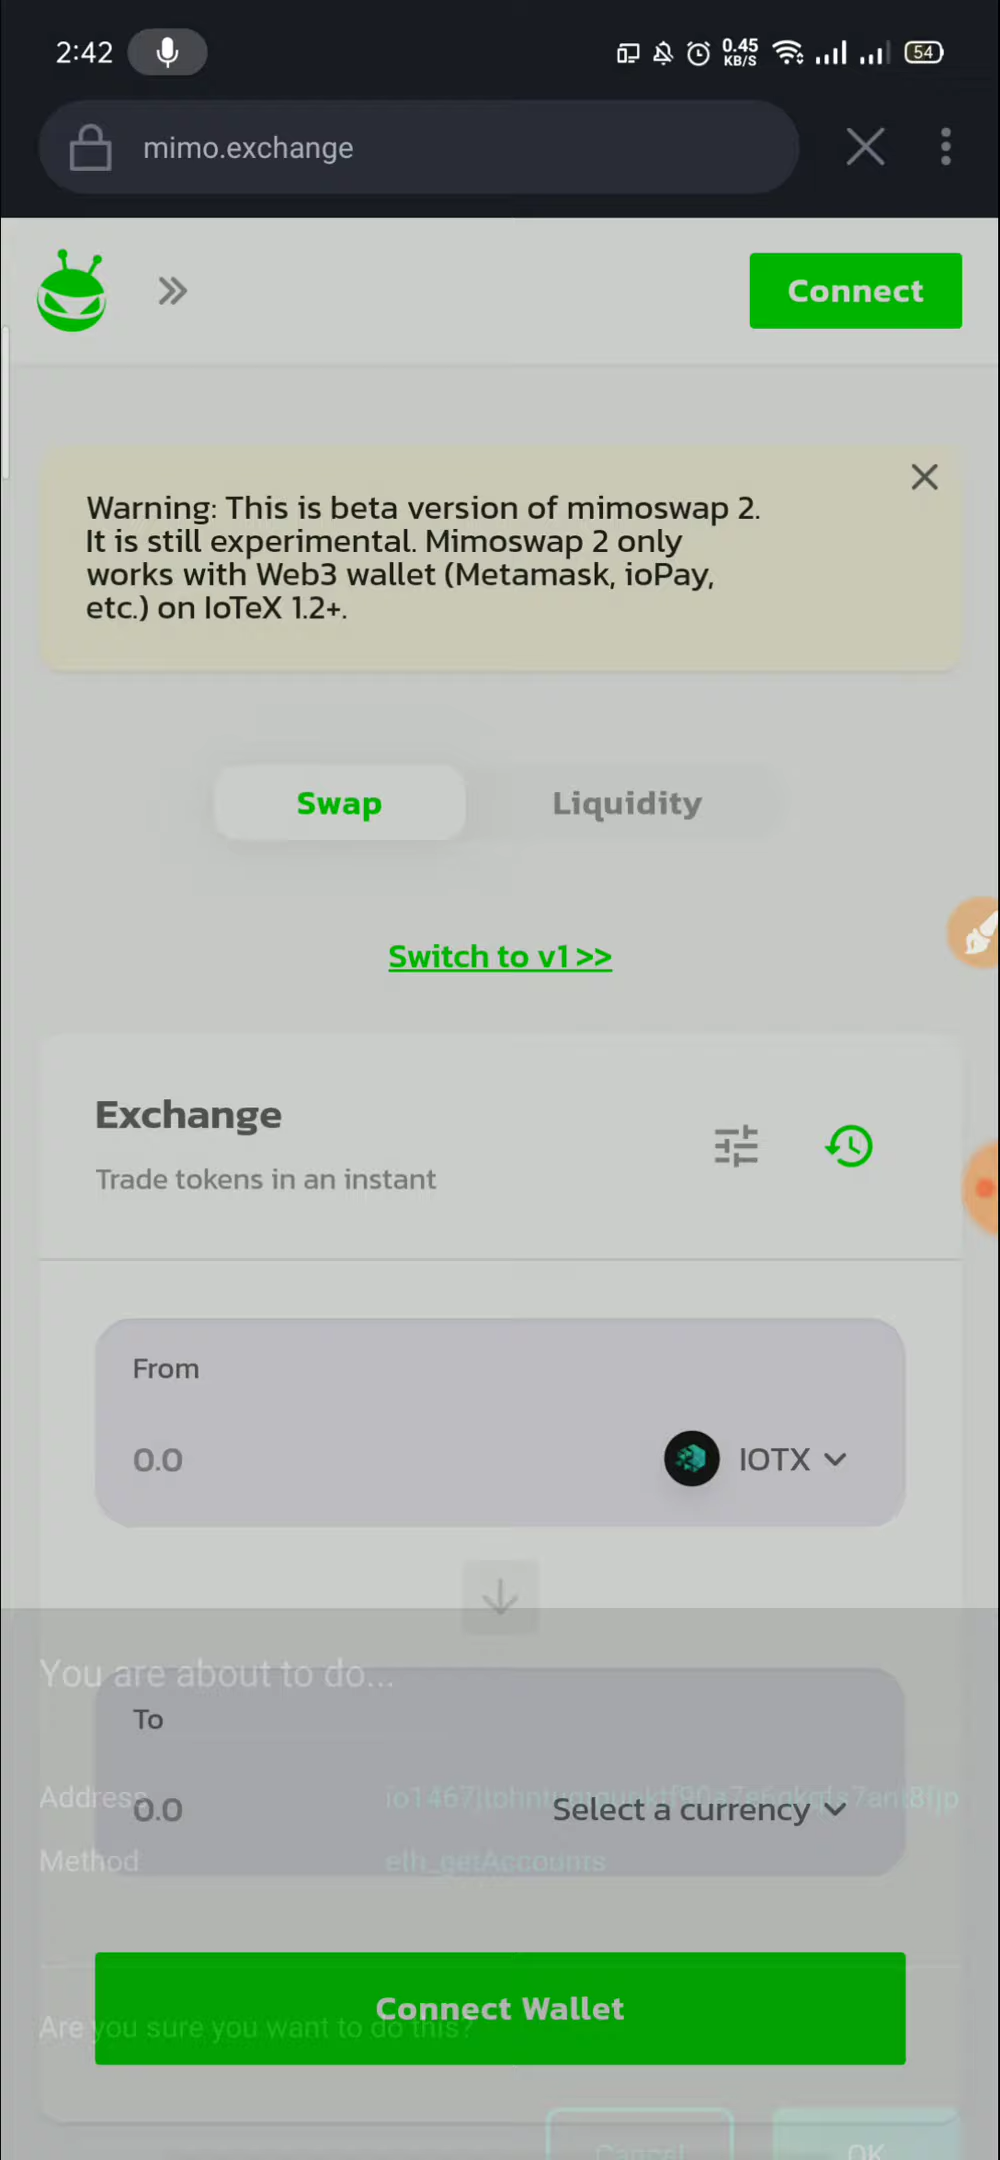 2:42
0.45
KB/S
54
mimo.exchange
Connect
Warning: This is beta version of mimoswap 2.
It is still experimental. Mimoswap 2 only
works with Web3 wallet (Metamask, ioPay,
etc.) on IoTeX 1.2+.
Swap Liquidity
Switch to v1 >>
Exchange
Trade tokens in an instant
From
0.0 IOTX
You are about to do...
To
Address
0.0 Select a currency
Method
Connect Wallet
Are you sure you want to do this?
Cancel OK